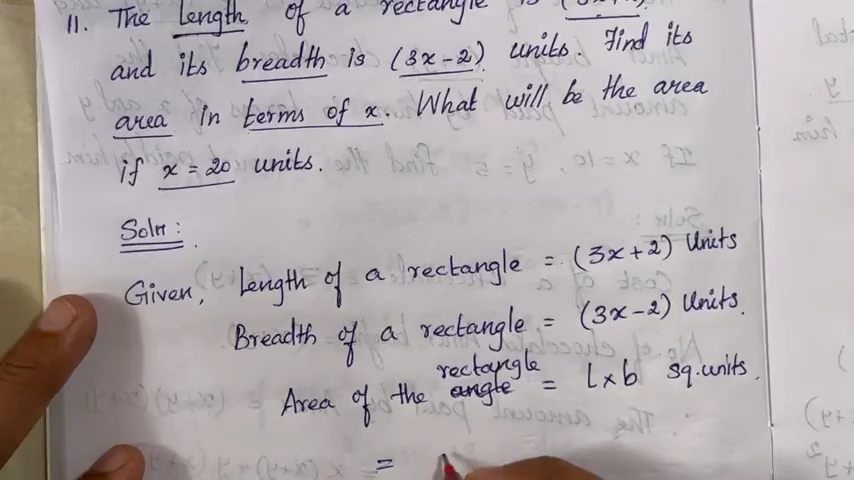 11. The Length of a rectangle is
and its breadth is (3x-2) units. Find its
area in terms of x. What will be the area
if x = 20 units.
Soln:
Given, Length of a rectangle = (3x+2) Units
Breadth of a rectangle = (3x-2) Units.
Area of the rectangle = l x b sq.units.
=